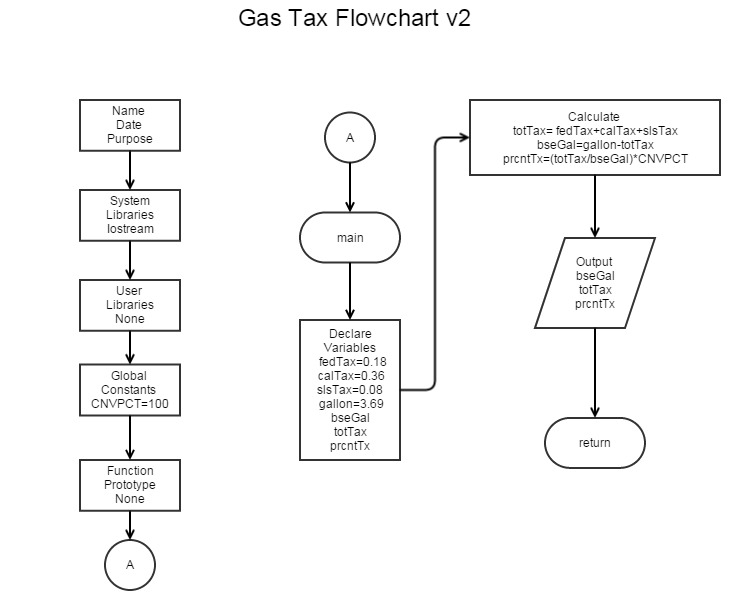 Gas Tax Flowchart v2
Name
Date
Purpose
System
Libraries
Iostream
User
Libraries
None
Global
Constants
CNVPCT=100
Function
Prototype
None
A
A
main
Declare
Variables
fedTax=0.18
calTax=0.36
slsTax=0.08
gallon=3.69
bseGal
totTax
prcntTx
Calculate
totTax= fedTax+calTax+slsTax
bseGal=gallon-totTax
prcntTx=(totTax/bseGal)*CNVPCT
Output
bseGal
totTax
prcntTx
return